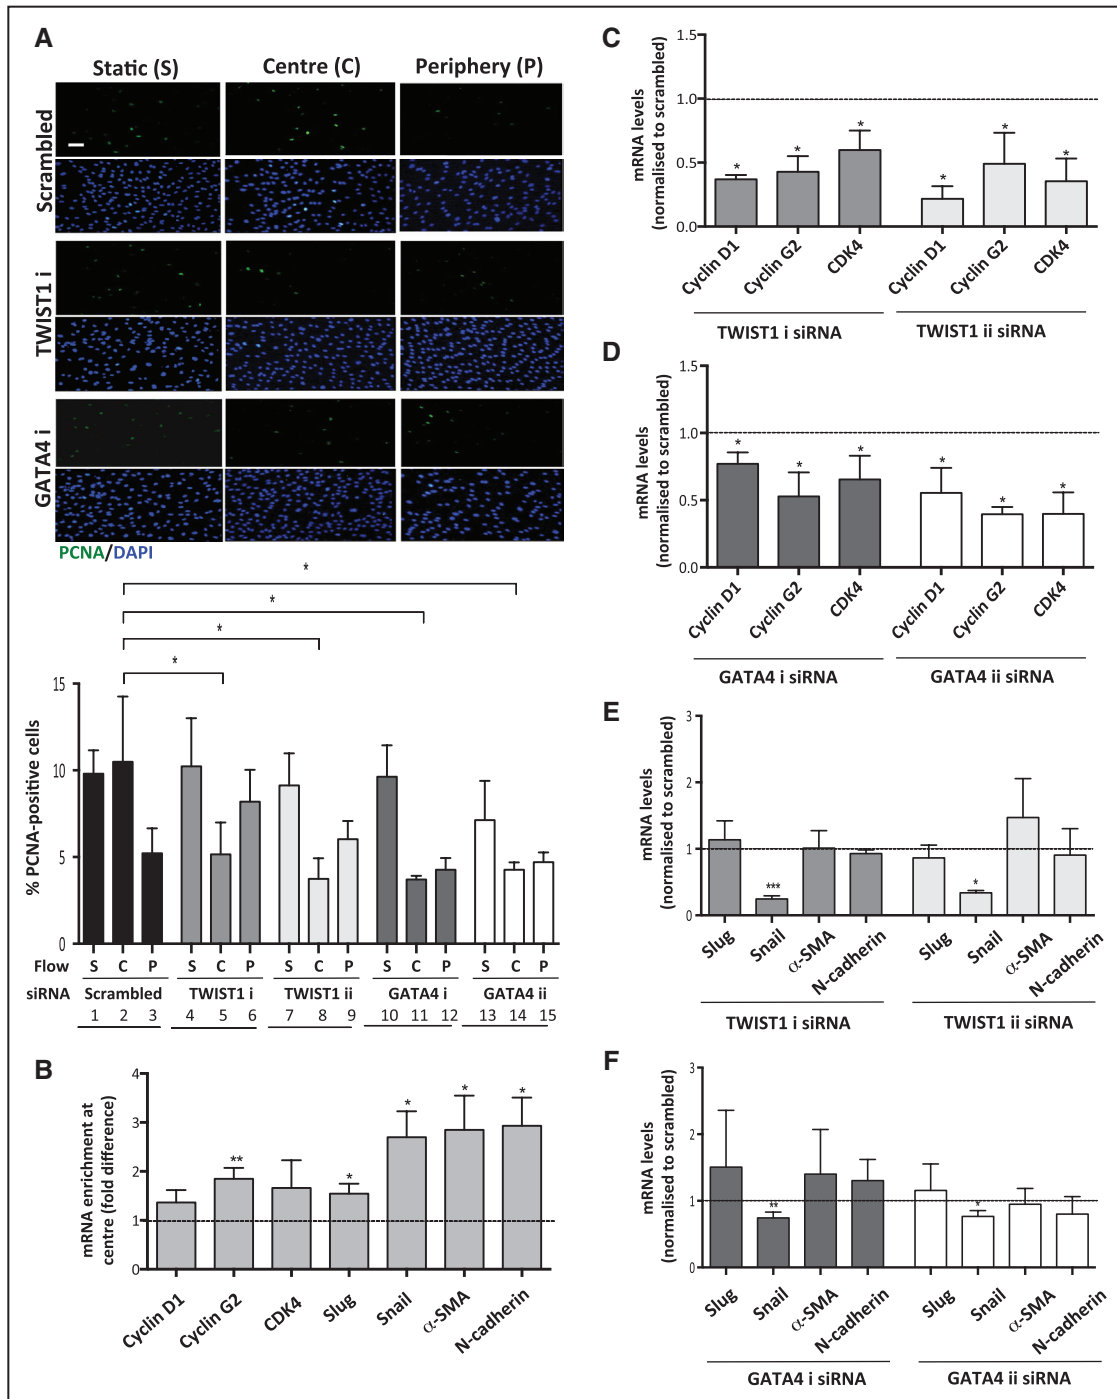 A
Static (S) Centre (C) Periphery (P)
Scrambled
TWIST1 i
GATA4 i
PCNA/DAPI
*
*
*
*
% PCNA-positive cells
15
10
5
0
Flow S C P S C P S C P S C P S C P
siRNA Scrambled TWIST1 i TWIST1 ii GATA4 i GATA4 ii
1 2 3 4 5 6 7 8 9 10 11 12 13 14 15
B
mRNA enrichment at
centre (fold difference)
4
3
2
1
0
** * * * *
Cyclin D1 Cyclin G2 CDK4 Slug Snail α-SMA N-cadherin
C
mRNA levels
(normalised to scrambled)
1.5
1.0
0.5
0.0
* * * * * *
Cyclin D1 Cyclin G2 CDK4 Cyclin D1 Cyclin G2 CDK4
TWIST1 i siRNA TWIST1 ii siRNA
D
mRNA levels
(normalised to scrambled)
1.5
1.0
0.5
0.0
* * * * * *
Cyclin D1 Cyclin G2 CDK4 Cyclin D1 Cyclin G2 CDK4
GATA4 i siRNA GATA4 ii siRNA
E
mRNA levels
(normalised to scrambled)
3
2
1
0
*** *
Slug Snail α-SMA N-cadherin Slug Snail α-SMA N-cadherin
TWIST1 i siRNA TWIST1 ii siRNA
F
mRNA levels
(normalised to scrambled)
3
2
1
0
** *
Slug Snail α-SMA N-cadherin Slug Snail α-SMA N-cadherin
GATA4 i siRNA GATA4 ii siRNA